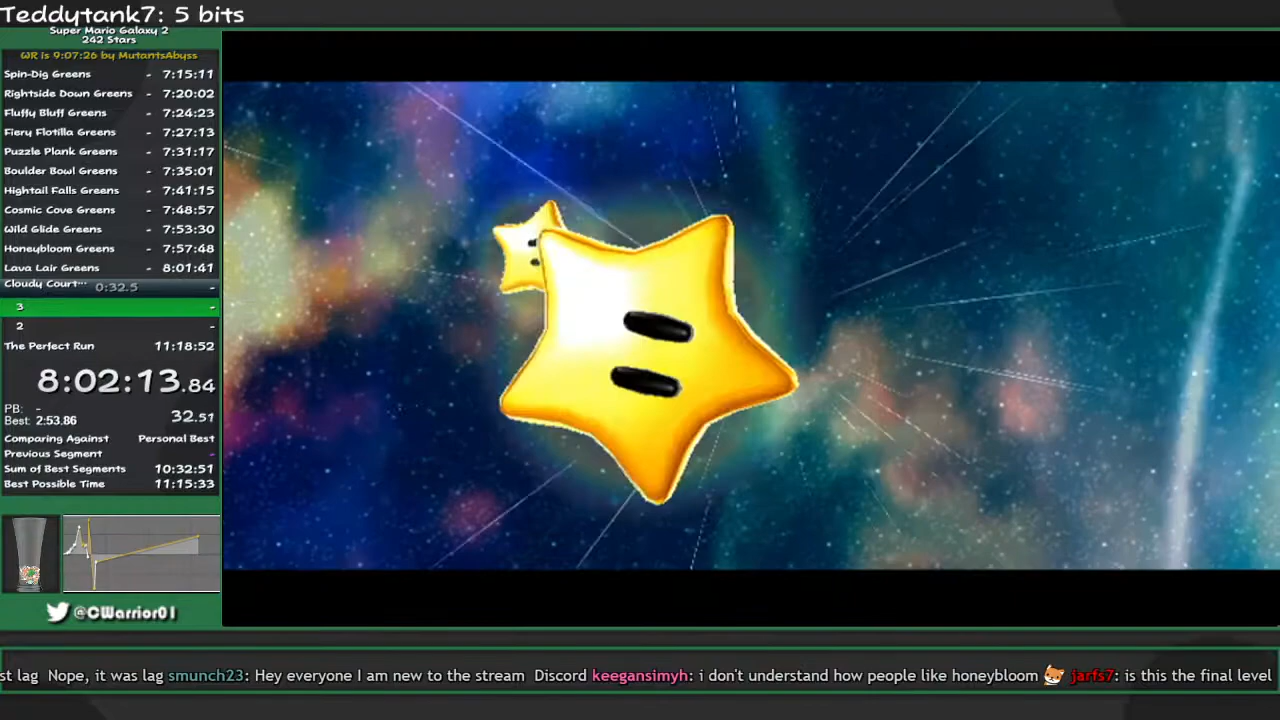 Teddytank7: 5 bits
Super Mario Galaxy 2
242 Stars
WR is 9:07:26 by MutantsAbyss
Spin-Dig Greens - 7:15:11
Rightside Down Greens - 7:20:02
Fluffy Bluff Greens - 7:24:23
Fiery Flotilla Greens - 7:27:13
Puzzle Plank Greens - 7:31:17
Boulder Bowl Greens - 7:35:01
Hightail Falls Greens - 7:41:15
Cosmic Cove Greens - 7:48:57
Wild Glide Greens - 7:53:30
Honeybloom Greens - 7:57:48
Lava Lair Greens - 8:01:41
Cloudy Court... 0:32.5 -
3 -
2 -
The Perfect Run 11:18:52
8:02:13.84
PB: -
Best: 2:53.86 32.51
Comparing Against Personal Best
Previous Segment -
Sum of Best Segments 10:32:51
Best Possible Time 11:15:33
@CWarrior01
st lag Nope, it was lag smunch23: Hey everyone I am new to the stream Discord keegansimyh: i don't understand how people like honeybloom jarfs7: is this the final level